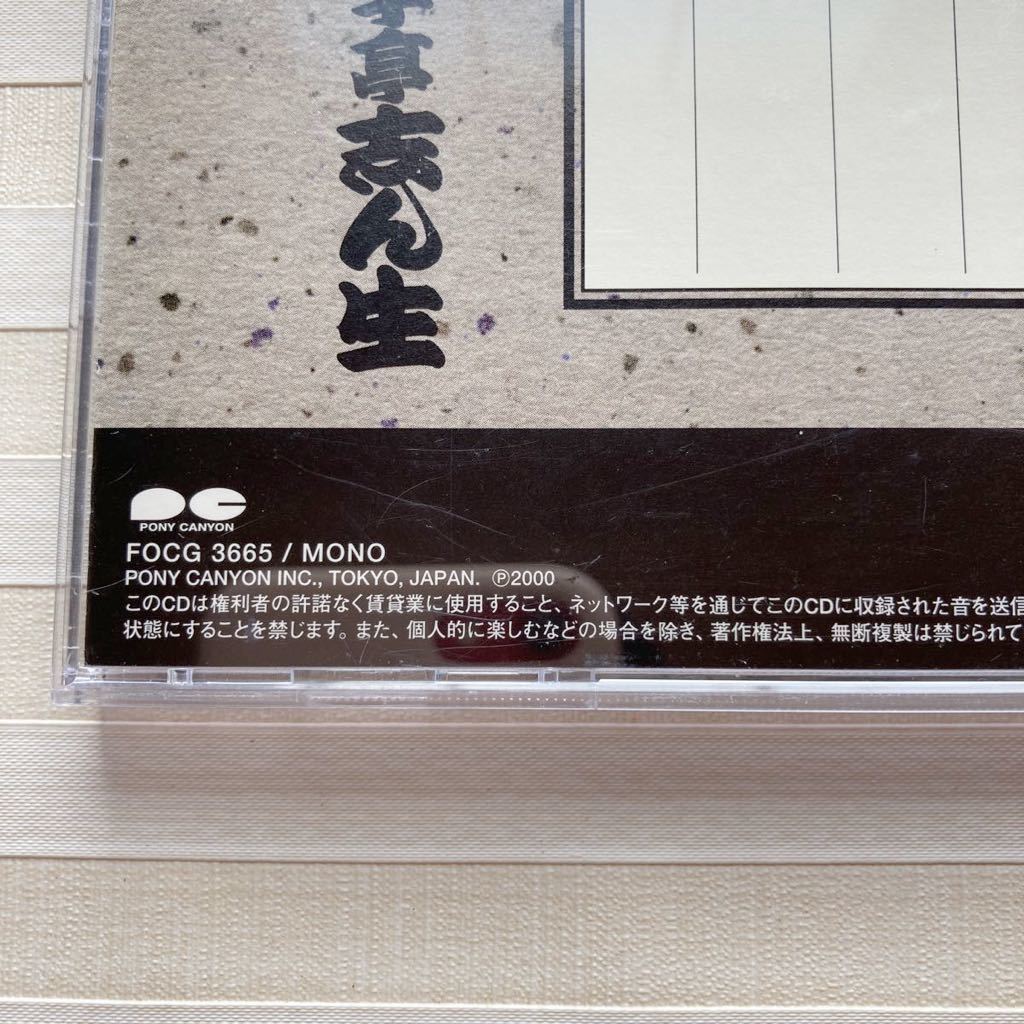 亭志ん生
PONY CANYON
FOCG 3665 / MONO
PONY CANYON INC., TOKYO, JAPAN. Ⓟ2000
このCDは権利者の許諾なく賃貸業に使用すること、ネットワーク等を通じてこのCDに収録された音を送信
状態にすることを禁じます。また、個人的に楽しむなどの場合を除き、著作権法上、無断複製は禁じられて